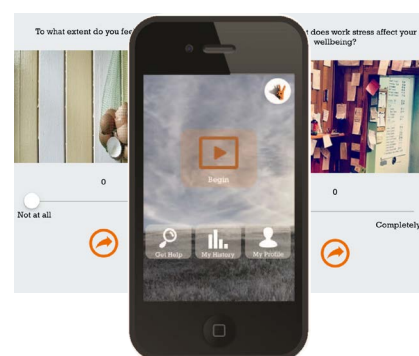 To what extent do you fee
t does work stress affect your
wellbeing?
0
Not at all
Begin
Get Help
My History
My Profile
0
Completely